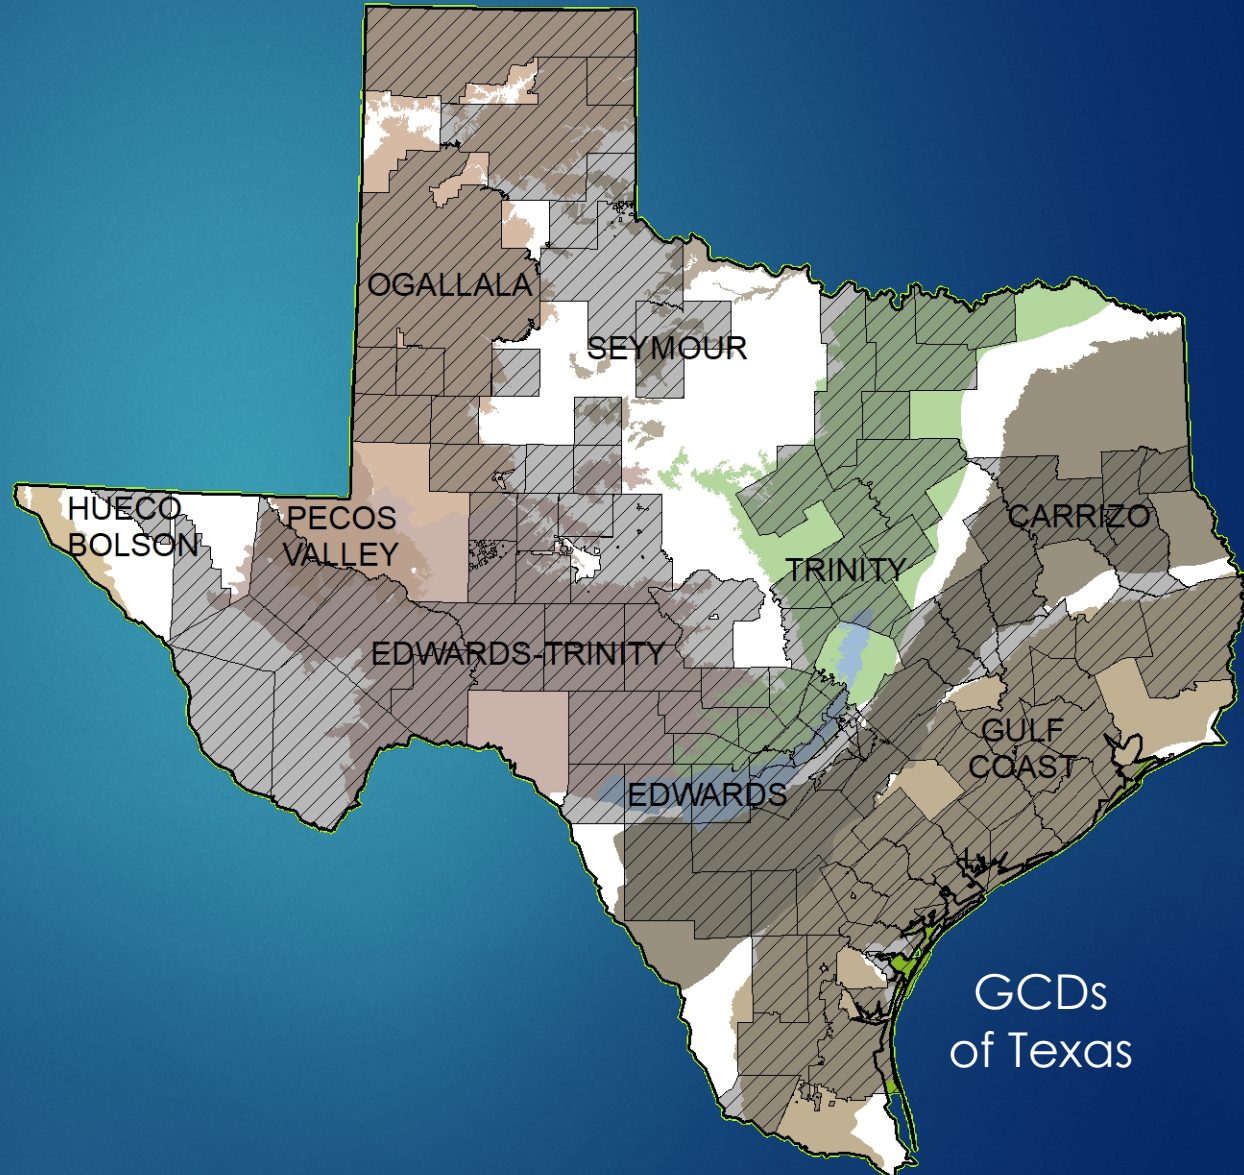 OGALLALA
SEYMOUR
HUECO
BOLSON
PECOS
VALLEY
CARRIZO
TRINITY
EDWARDS-TRINITY
GULF
COAST
EDWARDS
GCDs
of Texas